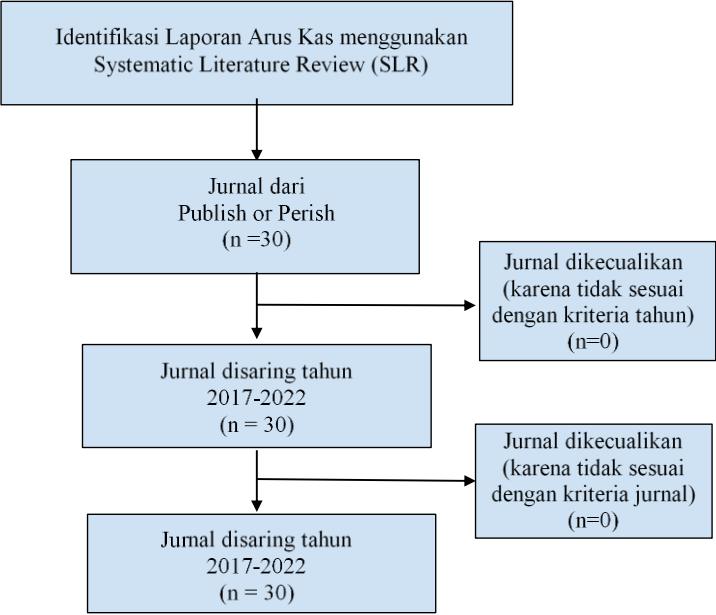 Identifikasi Laporan Arus Kas menggunakan
Systematic Literature Review (SLR)
Jurnal dari
Publish or Perish
(n =30)
Jurnal dikecualikan
(karena tidak sesuai
dengan kriteria tahun)
(n=0)
Jurnal disaring tahun
2017-2022
(n = 30)
Jurnal dikecualikan
(karena tidak sesuai
dengan kriteria jurnal)
(n=0)
Jurnal disaring tahun
2017-2022
(n = 30)